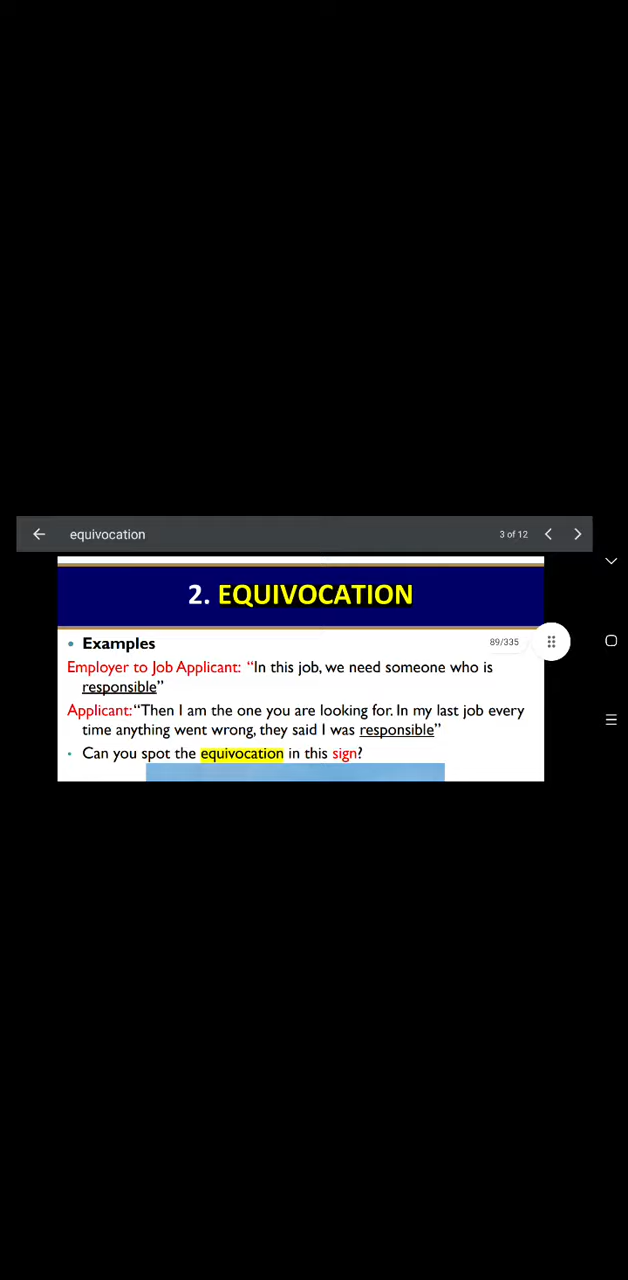 equivocation
3 of 12
2. EQUIVOCATION
• Examples
89/335
Employer to Job Applicant: “In this job, we need someone who is
responsible”
Applicant:“Then I am the one you are looking for. In my last job every
time anything went wrong, they said I was responsible”
• Can you spot the equivocation in this sign?